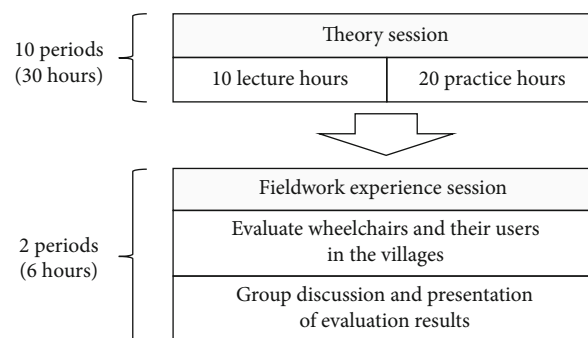 10 periods
(30 hours)
Theory session
10 lecture hours
20 practice hours
2 periods
(6 hours)
Fieldwork experience session
Evaluate wheelchairs and their users
in the villages
Group discussion and presentation
of evaluation results